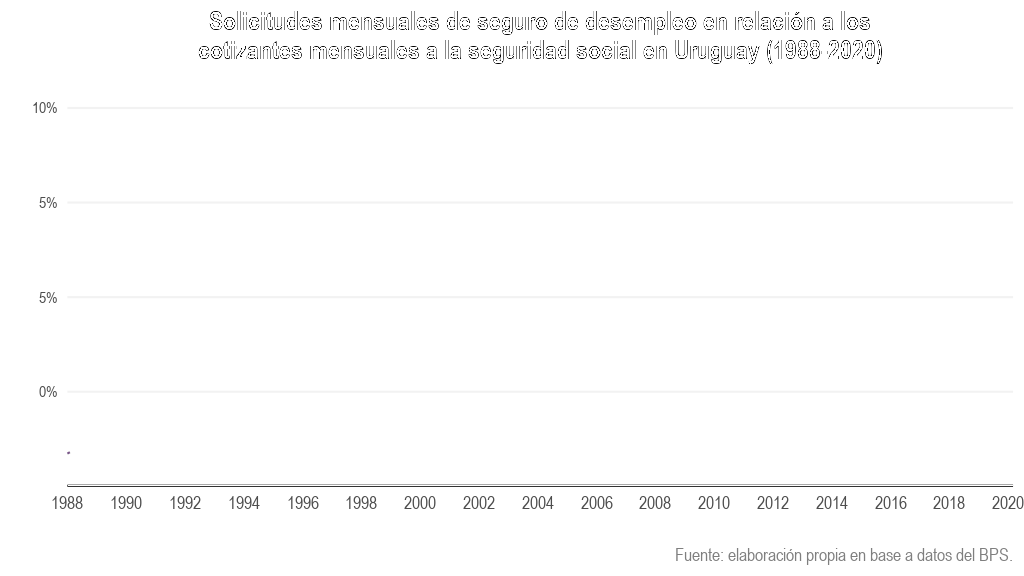 Solicitudes mensuales de seguro de desempleo en relación a los
cotizantes mensuales a la seguridad social en Uruguay (1988-2020)
10%
5%
5%
0%
1988 1990 1992 1994 1996 1998 2000 2002 2004 2006 2008 2010 2012 2014 2016 2018 2020
Fuente: elaboración propia en base a datos del BPS.